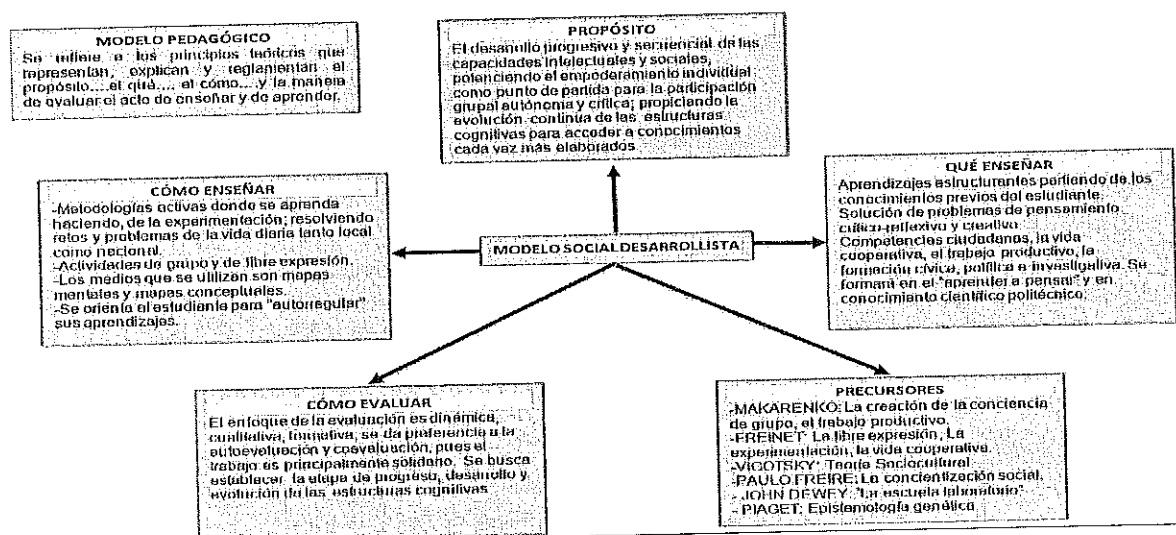 MODELO PEDAGÓGICO
Se refiere a los principios teóricos que
representan, explican y reglamentan el
propósito....el qué.... el cómo....y la manera
de evaluar el acto de enseñar y de aprender.
PROPÓSITO
El desarrollo progresivo y secuencial de las
capacidades intelectuales y sociales,
potenciando el empoderamiento individual
como punto de partida para la participación
grupal autónoma y crítica; propiciando la
evolución continua de las estructuras
cognitivas para acceder a conocimientos
cada vez más elaborados
CÓMO ENSEÑAR
-Metodologías activas donde se aprenda
haciendo, de la experimentación; resolviendo
retos y problemas de la vida diaria tanto local
como nacional.
-Actividades de grupo y de libre expresión.
-Los medios que se utilizan son mapas
mentales y mapas conceptuales.
-Se orienta al estudiante para "autorregular"
sus aprendizajes.
MODELO SOCIAL DESARROLLISTA
QUÉ ENSEÑAR
Aprendizajes estructurantes partiendo de los
conocimientos previos del estudiante.
Solución de problemas de pensamiento
crítico-reflexivo y creativo.
Competencias ciudadanas, la vida
cooperativa, el trabajo productivo, la
formación cívica, política e investigativa. Se
formará en el "aprender a pensar" y en
conocimiento científico politécnico.
CÓMO EVALUAR
El enfoque de la evaluación es dinámica,
cualitativa, formativa, se da preferencia a la
autoevaluación y coevaluación, pues el
trabajo es principalmente solidario. Se busca
establecer la etapa de progreso, desarrollo y
evolución de las estructuras cognitivas
PRECURSORES
-MAKARENKO: La creación de la conciencia
de grupo, el trabajo productivo.
-FREINET: La libre expresión, La
experimentación, la vida cooperativa.
-VIGOTSKY: Teoría Sociocultural
-PAULO FREIRE: La concientización social.
- JOHN DEWEY: "La escuela laboratorio"
- PIAGET: Epistemología genética